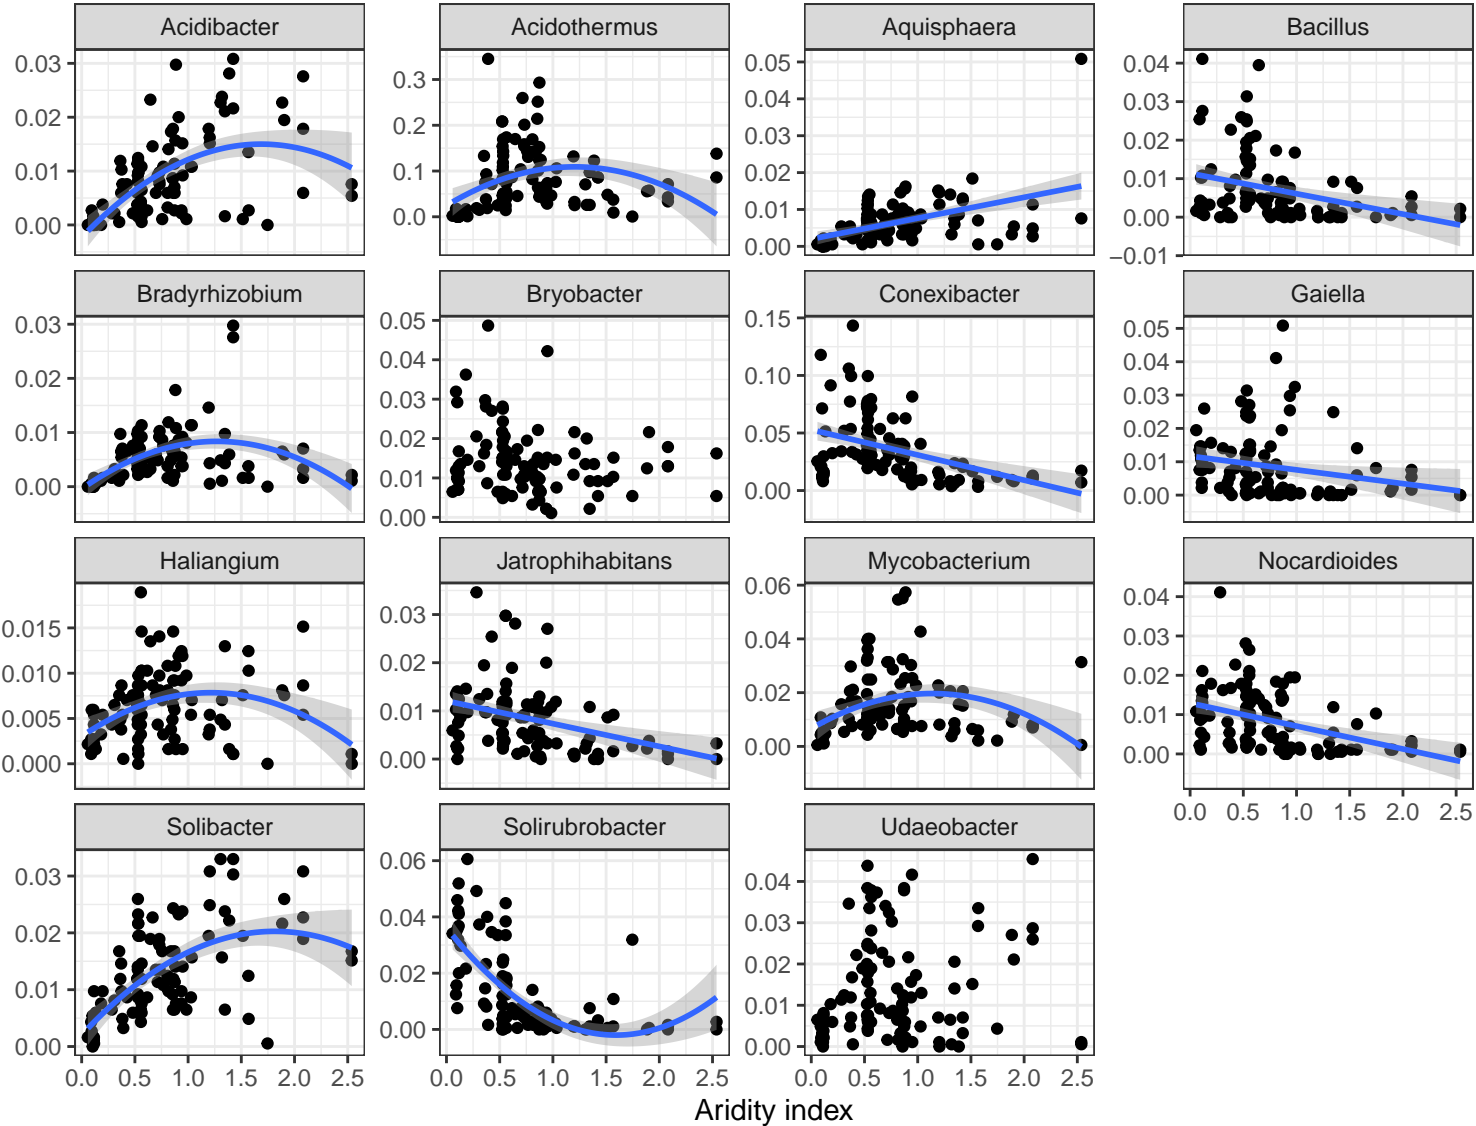 Acidibacter Acidothermus Aquisphaera Bacillus
0.03 0.02 0.01 0.00
0.3 0.2 0.1 0.0
0.05 0.04 0.03 0.02 0.01 0.00
0.04 0.03 0.02 0.01 0.00 −0.01
Bradyrhizobium Bryobacter Conexibacter Gaiella
0.03 0.02 0.01 0.00
0.05 0.04 0.03 0.02 0.01 0.00
0.15 0.10 0.05 0.00
0.05 0.04 0.03 0.02 0.01 0.00
Haliangium Jatrophihabitans Mycobacterium Nocardioides
0.015 0.010 0.005 0.000
0.03 0.02 0.01 0.00
0.06 0.04 0.02 0.00
0.04 0.03 0.02 0.01 0.00
0.0 0.5 1.0 1.5 2.0 2.5
Solibacter Solirubrobacter Udaeobacter
0.03 0.02 0.01 0.00
0.06 0.04 0.02 0.00
0.04 0.03 0.02 0.01 0.00
0.0 0.5 1.0 1.5 2.0 2.5 0.0 0.5 1.0 1.5 2.0 2.5 0.0 0.5 1.0 1.5 2.0 2.5
Aridity index